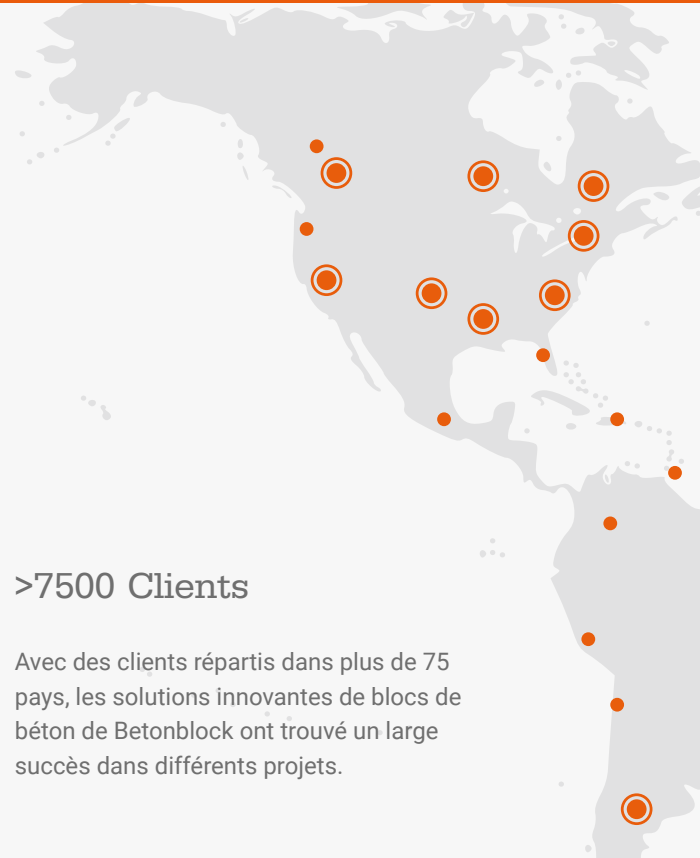 >7500 Clients
Avec des clients répartis dans plus de 75
pays, les solutions innovantes de blocs de
béton de Betonblock ont trouvé un large
succès dans différents projets.